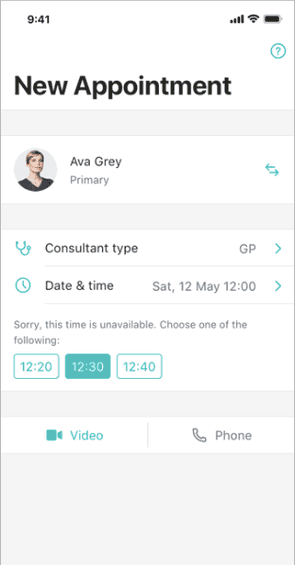 9:41
?
New Appointment
Ava Grey
Primary
Consultant type GP
Date & time Sat, 12 May 12:00
Sorry, this time is unavailable. Choose one of the
following:
12:20 12:30 12:40
Video Phone